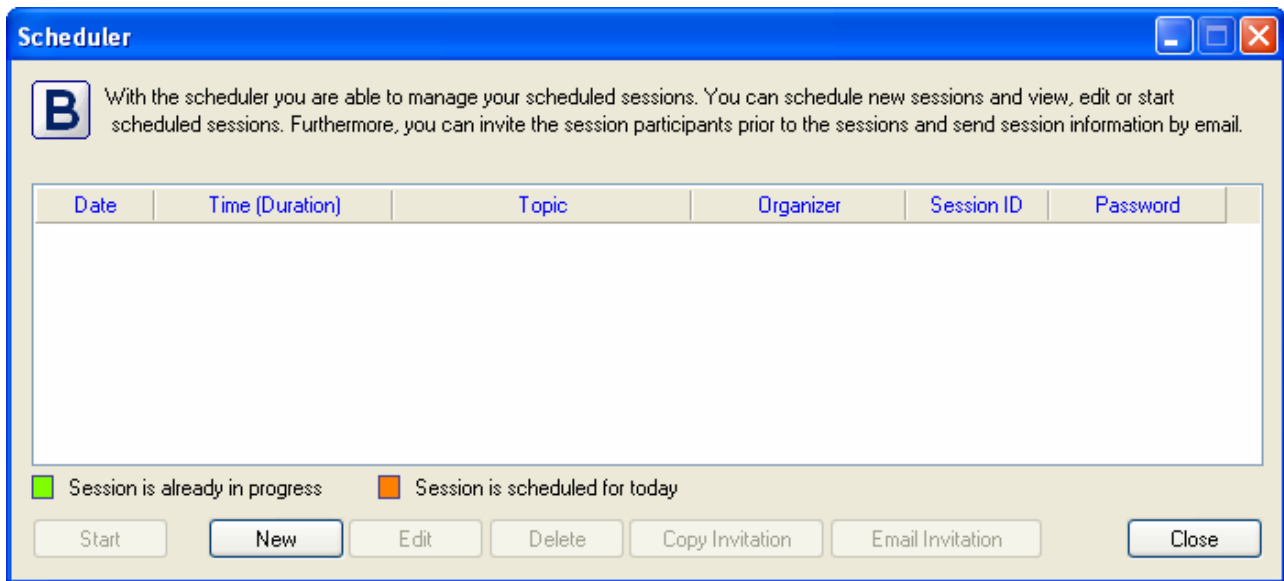 Scheduler
B
With the scheduler you are able to manage your scheduled sessions. You can schedule new sessions and view, edit or start
scheduled sessions. Furthermore, you can invite the session participants prior to the sessions and send session information by email.
Date Time (Duration) Topic Organizer Session ID Password
Session is already in progress Session is scheduled for today
Start New Edit Delete Copy Invitation Email Invitation Close